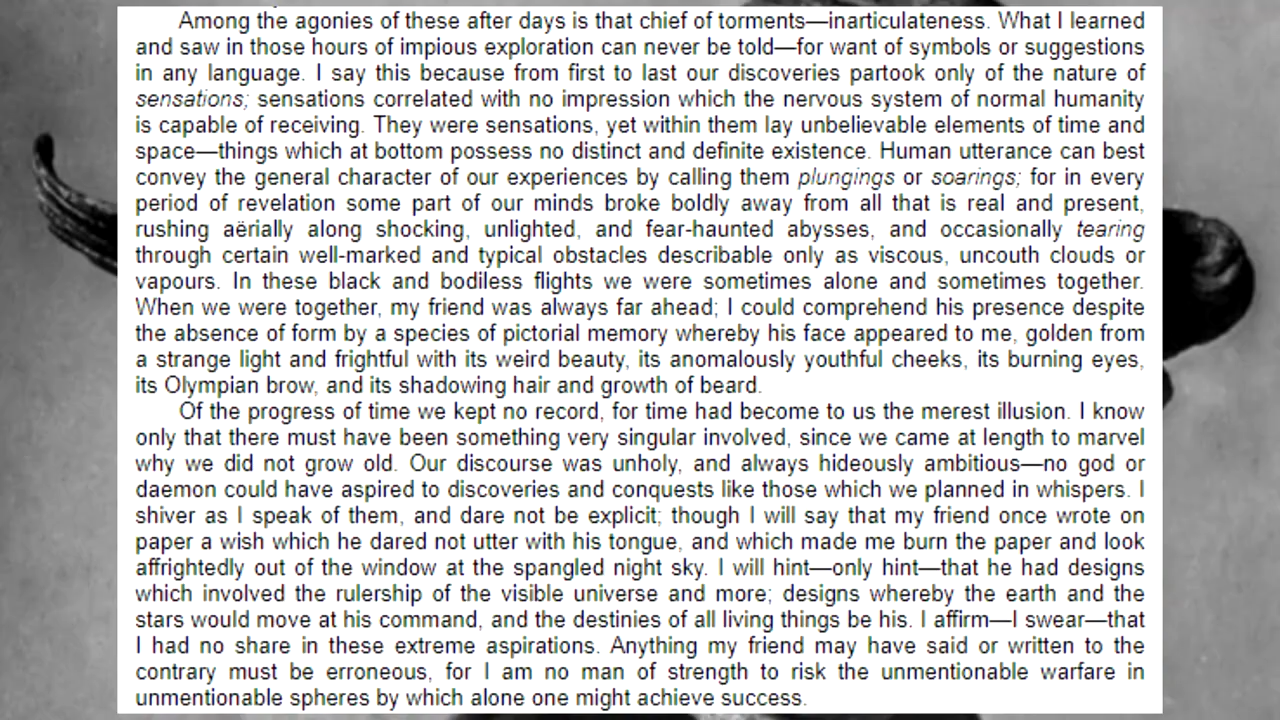 Among the agonies of these after days is that chief of torments—inarticulateness. What I learned
and saw in those hours of impious exploration can never be told—for want of symbols or suggestions
in any language. I say this because from first to last our discoveries partook only of the nature of
sensations; sensations correlated with no impression which the nervous system of normal humanity
is capable of receiving. They were sensations, yet within them lay unbelievable elements of time and
space—things which at bottom possess no distinct and definite existence. Human utterance can best
convey the general character of our experiences by calling them plungings or soarings; for in every
period of revelation some part of our minds broke boldly away from all that is real and present,
rushing aërially along shocking, unlighted, and fear-haunted abysses, and occasionally tearing
through certain well-marked and typical obstacles describable only as viscous, uncouth clouds or
vapours. In these black and bodiless flights we were sometimes alone and sometimes together.
When we were together, my friend was always far ahead; I could comprehend his presence despite
the absence of form by a species of pictorial memory whereby his face appeared to me, golden from
a strange light and frightful with its weird beauty, its anomalously youthful cheeks, its burning eyes,
its Olympian brow, and its shadowing hair and growth of beard.
Of the progress of time we kept no record, for time had become to us the merest illusion. I know
only that there must have been something very singular involved, since we came at length to marvel
why we did not grow old. Our discourse was unholy, and always hideously ambitious—no god or
daemon could have aspired to discoveries and conquests like those which we planned in whispers. I
shiver as I speak of them, and dare not be explicit; though I will say that my friend once wrote on
paper a wish which he dared not utter with his tongue, and which made me burn the paper and look
affrightedly out of the window at the spangled night sky. I will hint—only hint—that he had designs
which involved the rulership of the visible universe and more; designs whereby the earth and the
stars would move at his command, and the destinies of all living things be his. I affirm—I swear—that
I had no share in these extreme aspirations. Anything my friend may have said or written to the
contrary must be erroneous, for I am no man of strength to risk the unmentionable warfare in
unmentionable spheres by which alone one might achieve success.